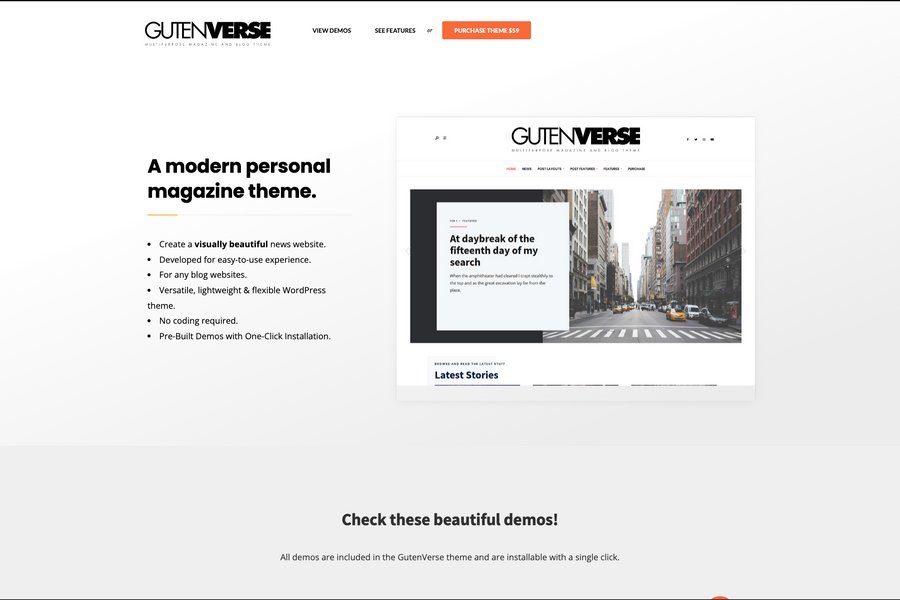 GUTENVERSE
MULTIPURPOSE MAGAZINE AND BLOG THEME
VIEW DEMOS
SEE FEATURES
or
PURCHASE THEME $59
A modern personal
magazine theme.
• Create a visually beautiful news website.
• Developed for easy-to-use experience.
• For any blog websites.
• Versatile, lightweight & flexible WordPress
theme.
• No coding required.
• Pre-Built Demos with One-Click Installation.
GUTENVERSE
MULTIPURPOSE MAGAZINE AND BLOG THEME
HOME NEWS POST LAYOUTS POST FEATURES FEATURES PURCHASE
FEATURED
At daybreak of the
fifteenth day of my
search
When the amphitheater had cleared I crept stealthily to
the top and as the great excavation lay far from the
place.
BROWSE AND READ THE LATEST STUFF
Latest Stories
Check these beautiful demos!
All demos are included in the GutenVerse theme and are installable with a single click.